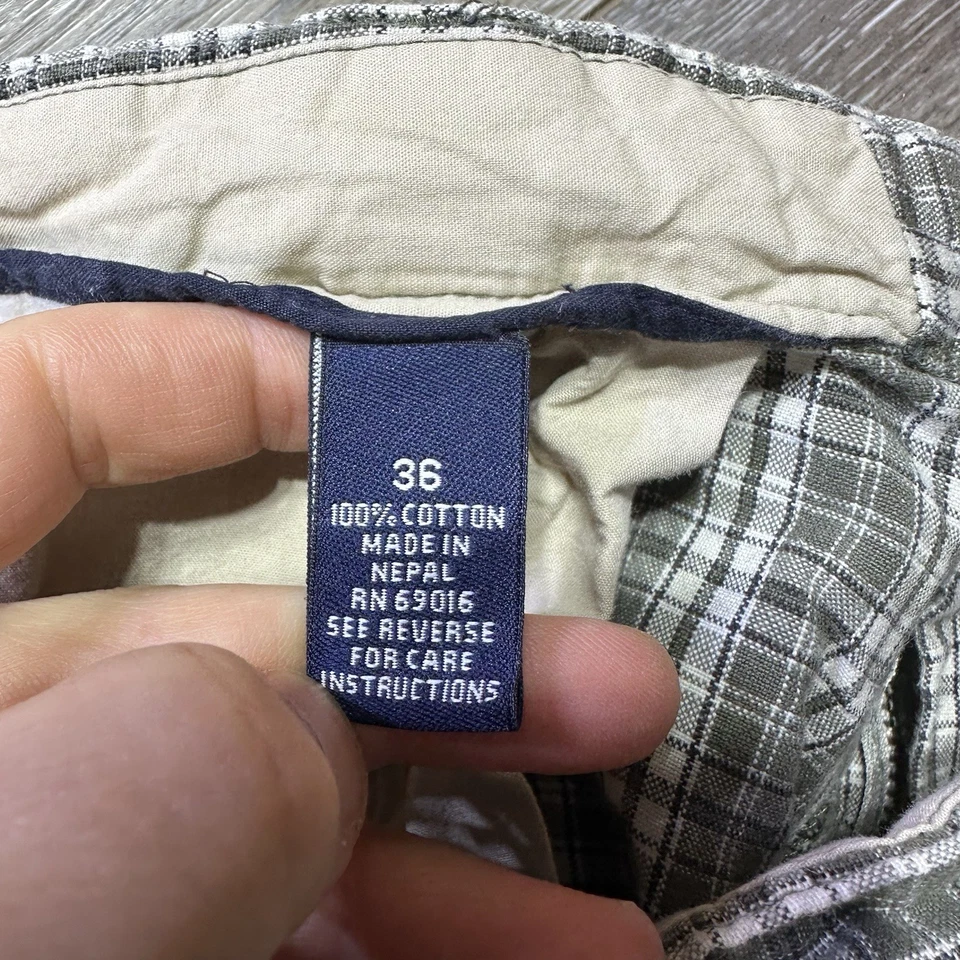 36
100% COTTON
MADE IN
NEPAL
RN 69016
SEE REVERSE
FOR CARE
INSTRUCTIONS